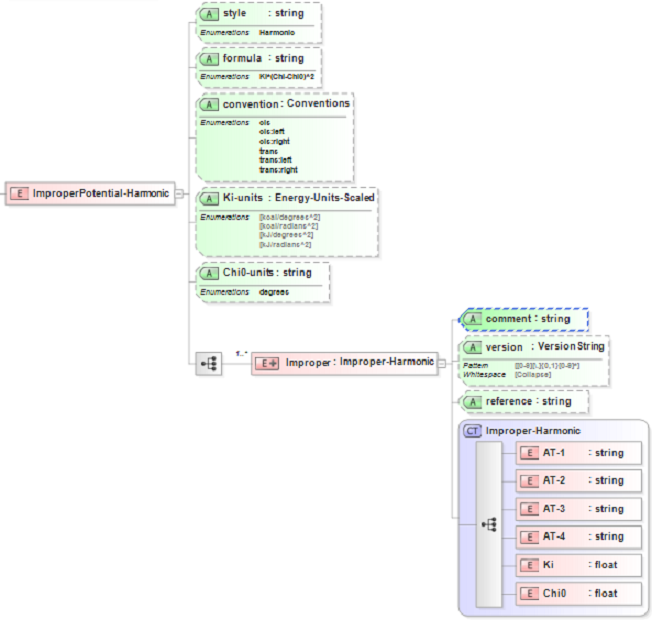 A style : string
Enumerations Harmonic
A formula : string
Enumerations Ki*(Chi-Chi0)^2
A convention : Conventions
Enumerations cis
cis:left
cis:right
trans
trans:left
trans:right
E ImproperPotential-Harmonic
A Ki-units : Energy-Units-Scaled
Enumerations [kcal/degrees^2]
[kcal/radians^2]
[kJ/degrees^2]
[kJ/radians^2]
A Chi0-units : string
Enumerations degrees
1..*
E Improper : Improper-Harmonic
A comment : string
A version : VersionString
Pattern
Whitespace [Collapse]
A reference : string
CT Improper-Harmonic
E AT-1 : string
E AT-2 : string
E AT-3 : string
E AT-4 : string
E Ki : float
E Chi0 : float